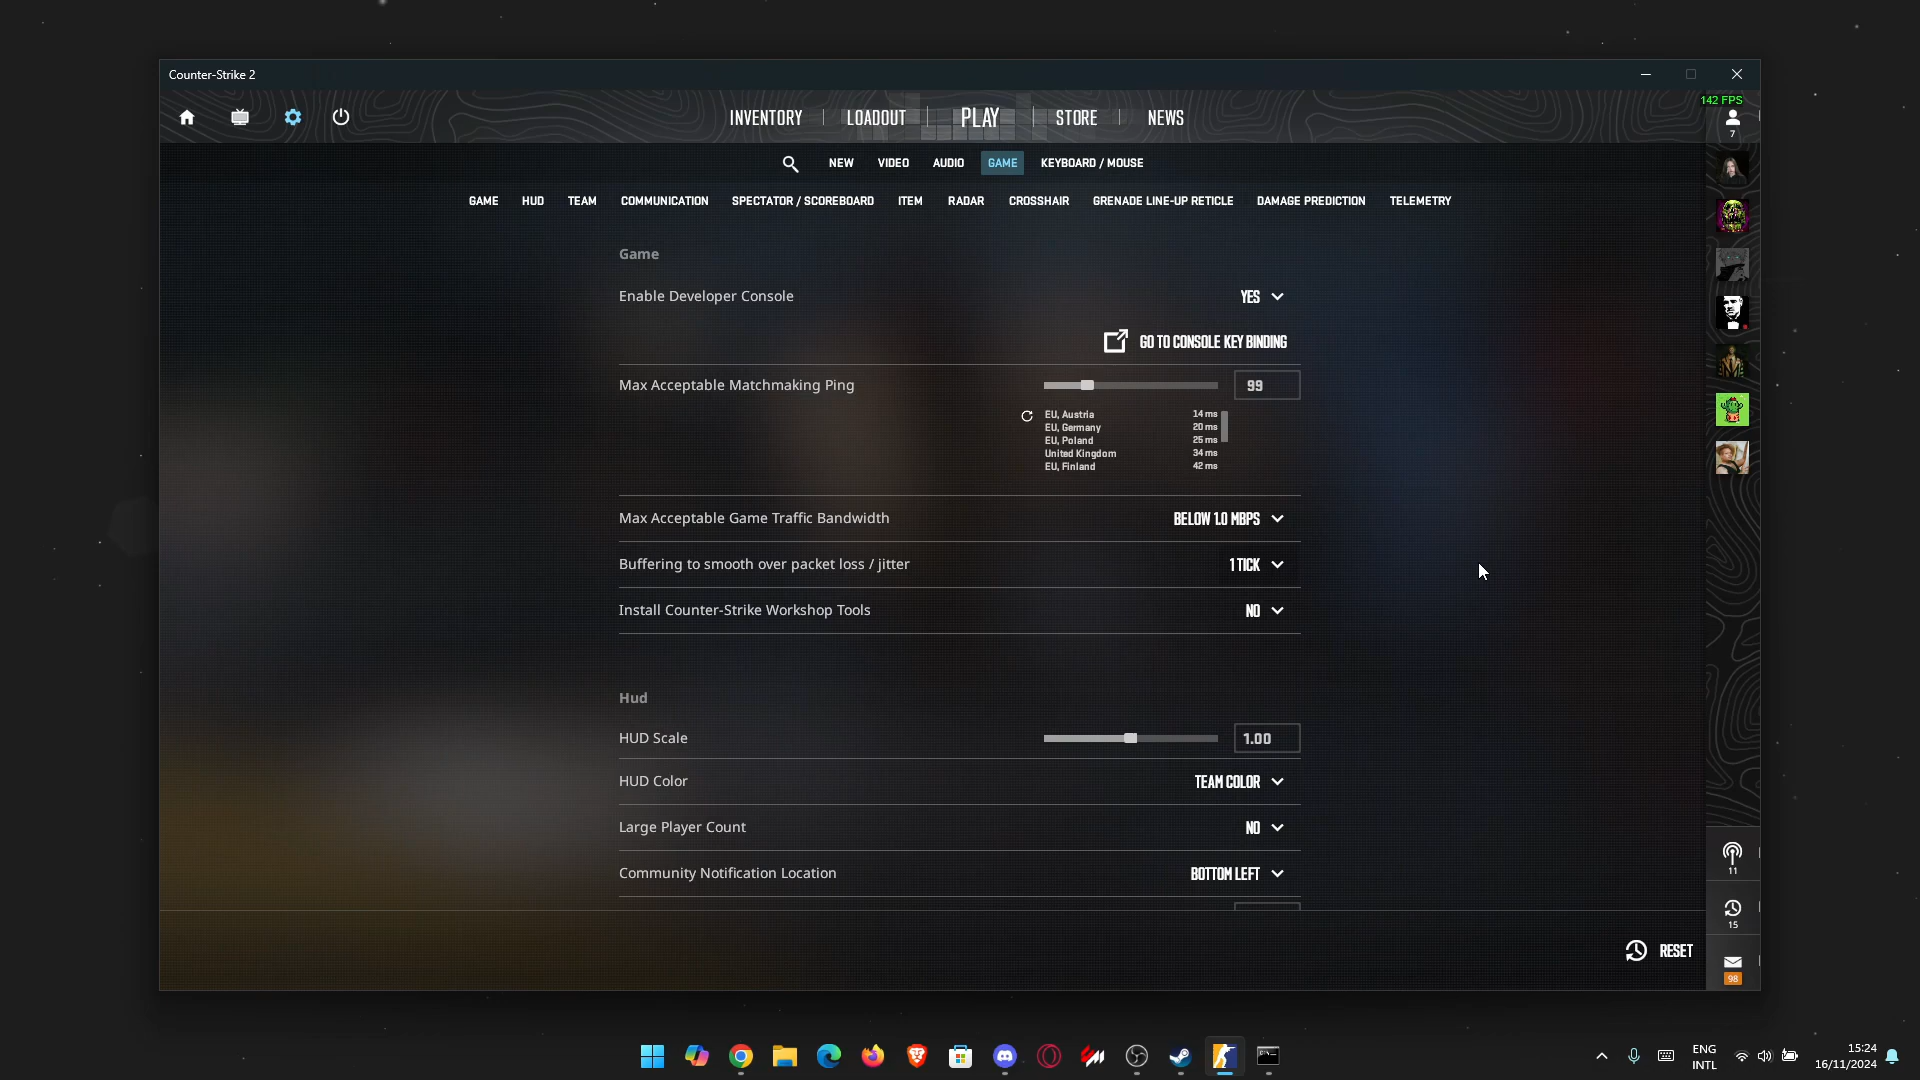 Counter-Strike 2
142 FPS
INVENTORY LOADOUT PLAY STORE NEWS
7
NEW VIDEO AUDIO GAME KEYBOARD / MOUSE
GAME HUD TEAM COMMUNICATION SPECTATOR / SCOREBOARD ITEM RADAR CROSSHAIR GRENADE LINE-UP RETICLE DAMAGE PREDICTION TELEMETRY
Game
Enable Developer Console YES
GO TO CONSOLE KEY BINDING
Max Acceptable Matchmaking Ping 99
EU, Austria 14 ms
EU, Germany 20 ms
EU, Poland 25 ms
United Kingdom 34 ms
EU, Finland 42 ms
Max Acceptable Game Traffic Bandwidth BELOW 1.0 MBPS
Buffering to smooth over packet loss / jitter 1 TICK
Install Counter-Strike Workshop Tools NO
Hud
HUD Scale 1.00
HUD Color TEAM COLOR
Large Player Count NO
Community Notification Location BOTTOM LEFT
11
15
RESET
98
ENG
INTL
15:24
16/11/2024